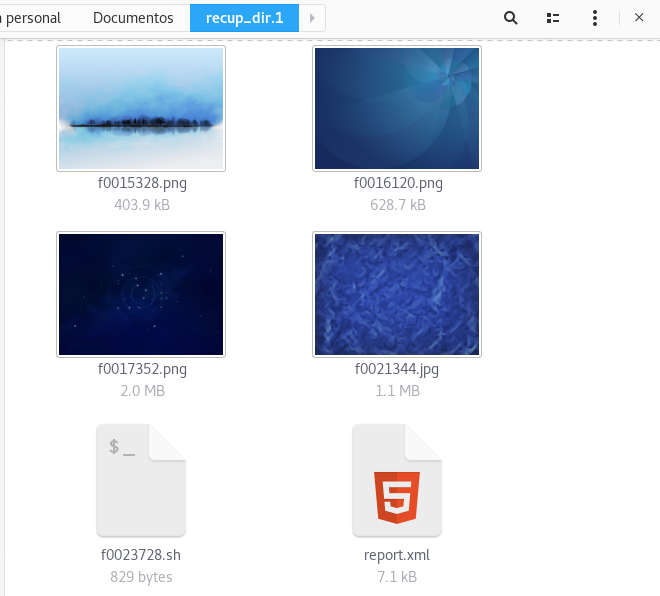 personal Documentos recup_dir.1
f0015328.png f0016120.png
403.9 kB 628.7 kB
f0017352.png f0021344.jpg
2.0 MB 1.1 MB
$_
5
f0023728.sh report.xml
829 bytes 7.1 kB